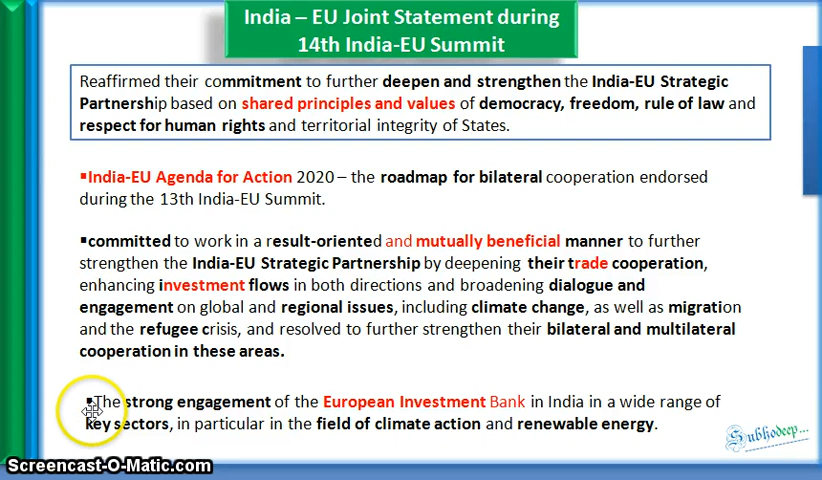 India – EU Joint Statement during
14th India-EU Summit
Reaffirmed their commitment to further deepen and strengthen the India-EU Strategic
Partnership based on shared principles and values of democracy, freedom, rule of law and
respect for human rights and territorial integrity of States.
▪India-EU Agenda for Action 2020 – the roadmap for bilateral cooperation endorsed
during the 13th India-EU Summit.
▪committed to work in a result-oriented and mutually beneficial manner to further
strengthen the India-EU Strategic Partnership by deepening their trade cooperation,
enhancing investment flows in both directions and broadening dialogue and
engagement on global and regional issues, including climate change, as well as migration
and the refugee crisis, and resolved to further strengthen their bilateral and multilateral
cooperation in these areas.
▪The strong engagement of the European Investment Bank in India in a wide range of
key sectors, in particular in the field of climate action and renewable energy.
Subhodeep...
Screencast-O-Matic.com